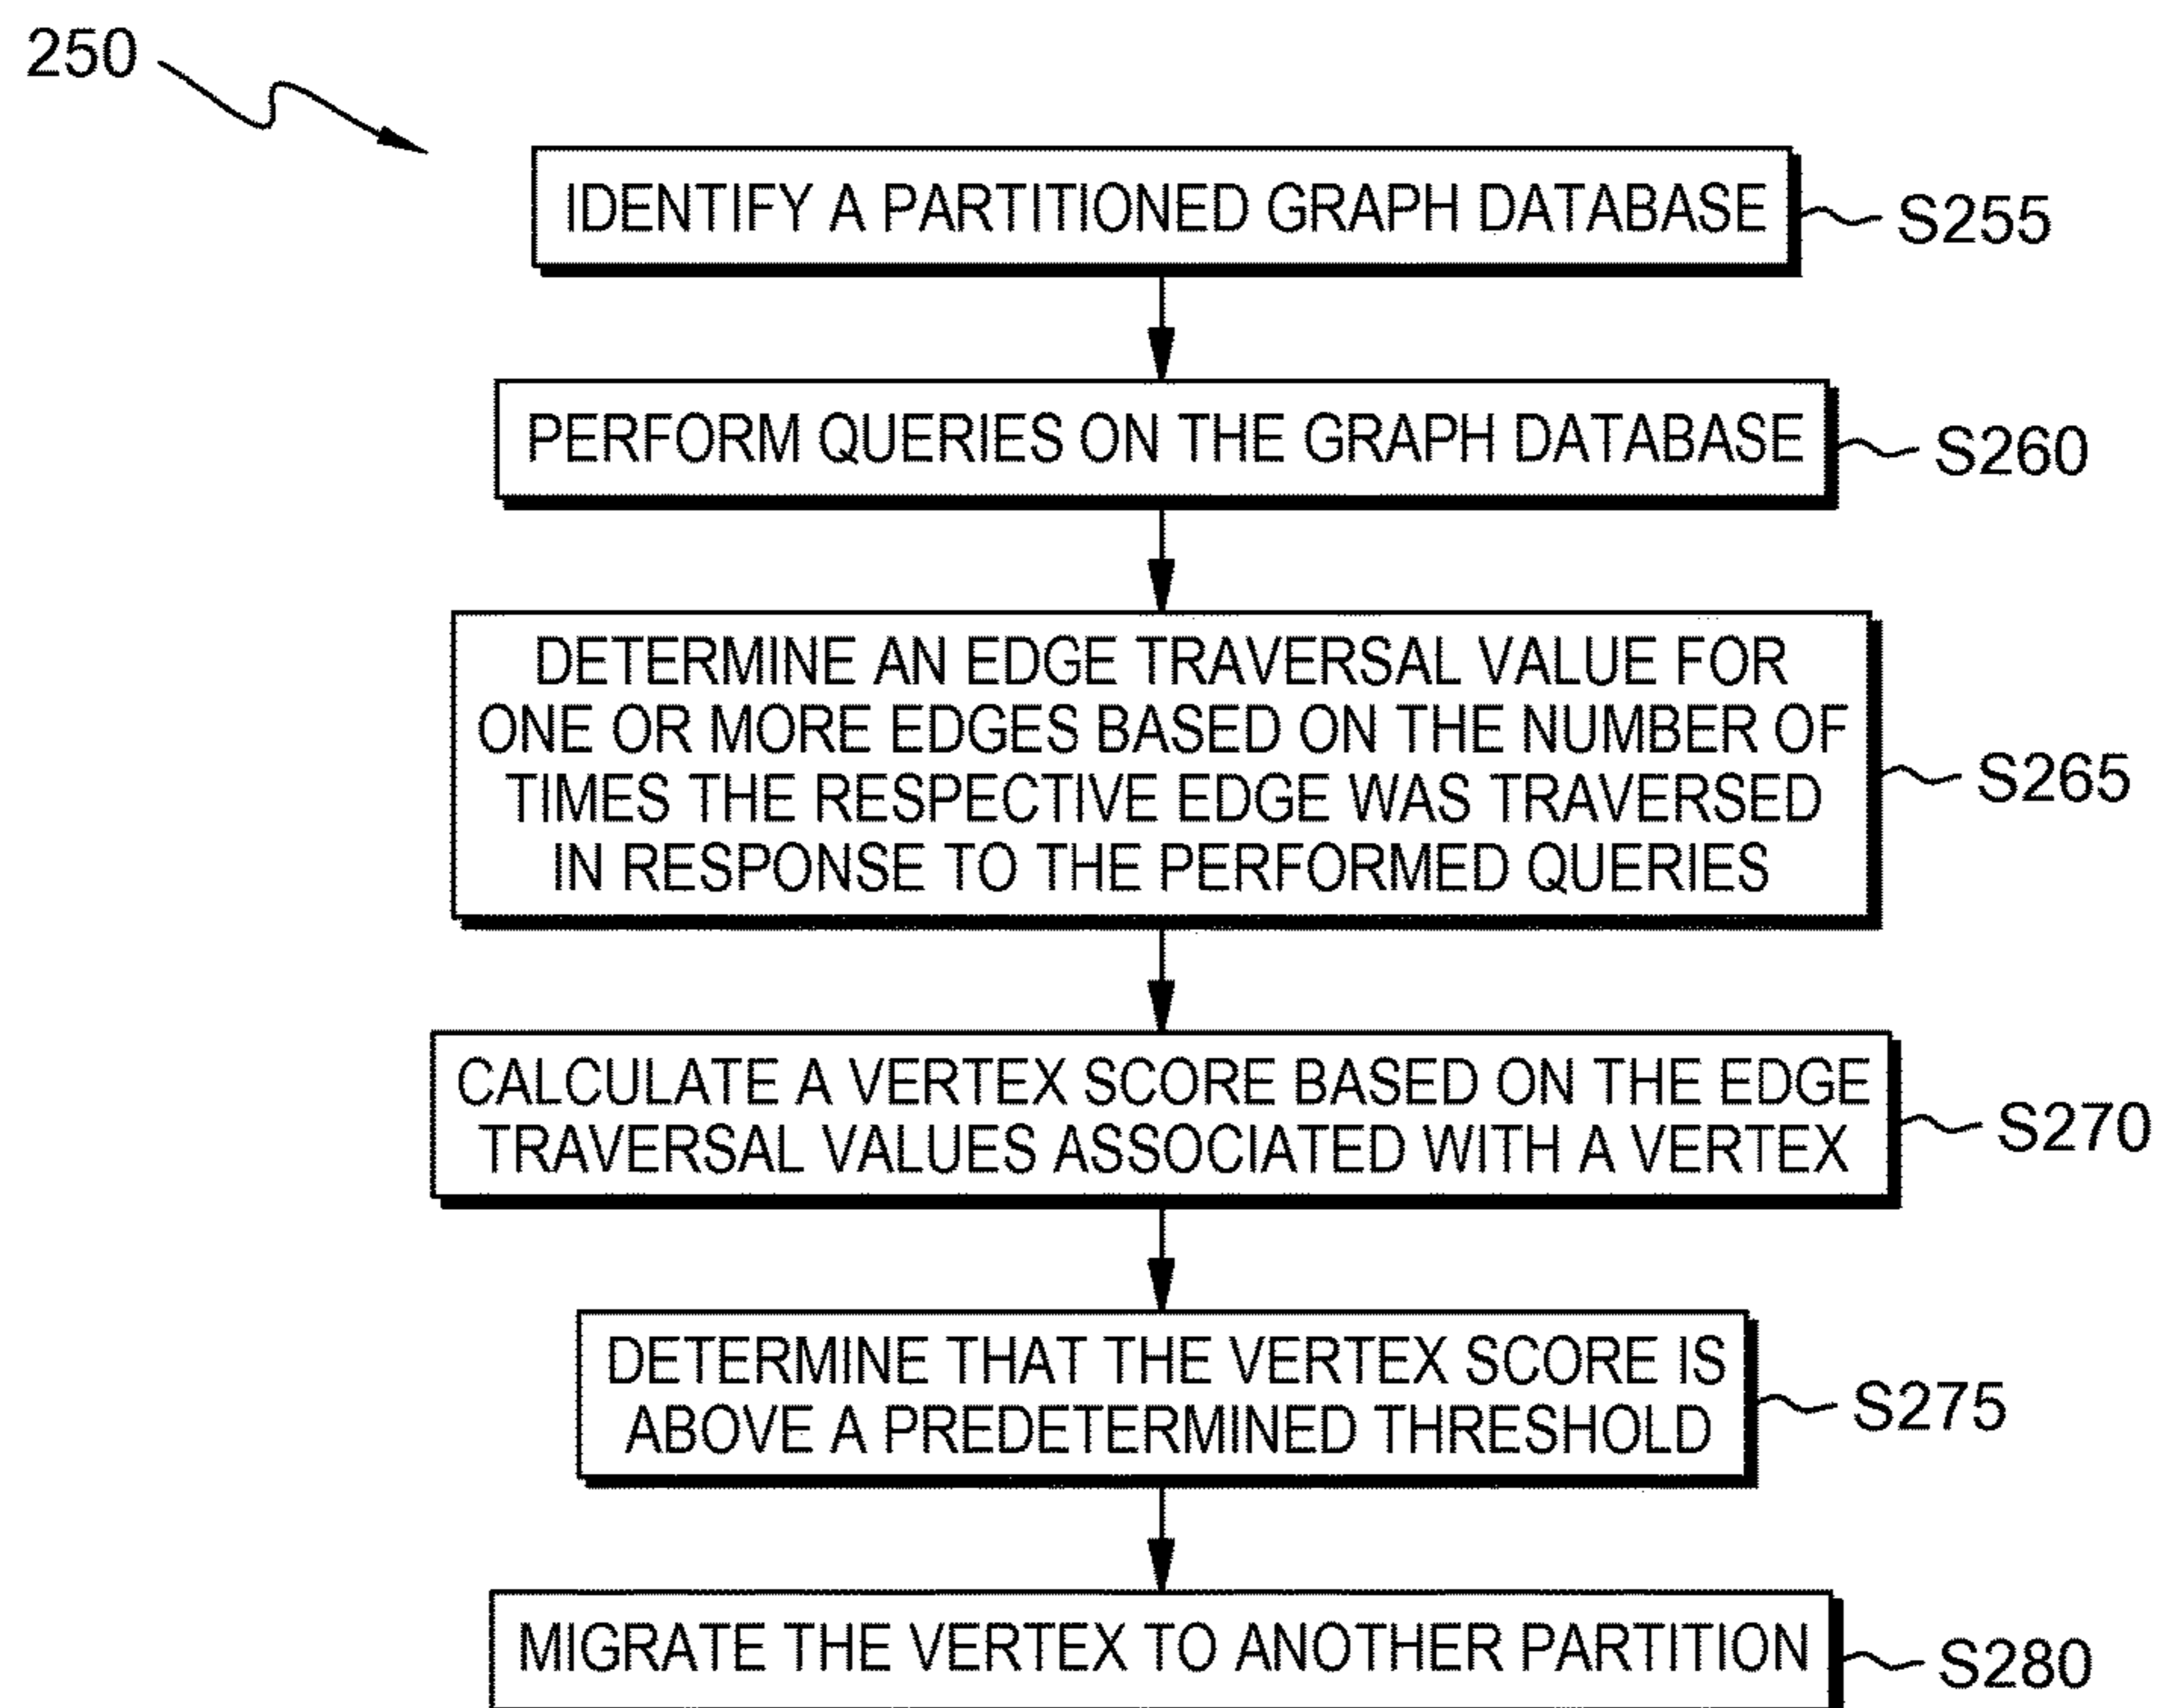 250
IDENTIFY A PARTITIONED GRAPH DATABASE
S255
PERFORM QUERIES ON THE GRAPH DATABASE
S260
DETERMINE AN EDGE TRAVERSAL VALUE FOR
ONE OR MORE EDGES BASED ON THE NUMBER OF
TIMES THE RESPECTIVE EDGE WAS TRAVERSED
IN RESPONSE TO THE PERFORMED QUERIES
S265
CALCULATE A VERTEX SCORE BASED ON THE EDGE
TRAVERSAL VALUES ASSOCIATED WITH A VERTEX
S270
DETERMINE THAT THE VERTEX SCORE IS
ABOVE A PREDETERMINED THRESHOLD
S275
MIGRATE THE VERTEX TO ANOTHER PARTITION
S280